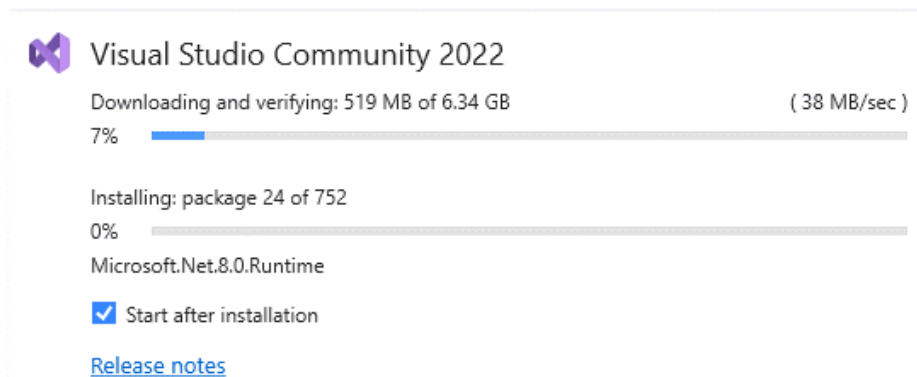 Visual Studio Community 2022
Downloading and verifying: 519 MB of 6.34 GB ( 38 MB/sec )
7%
Installing: package 24 of 752
0%
Microsoft.Net.8.0.Runtime
Start after installation
Release notes